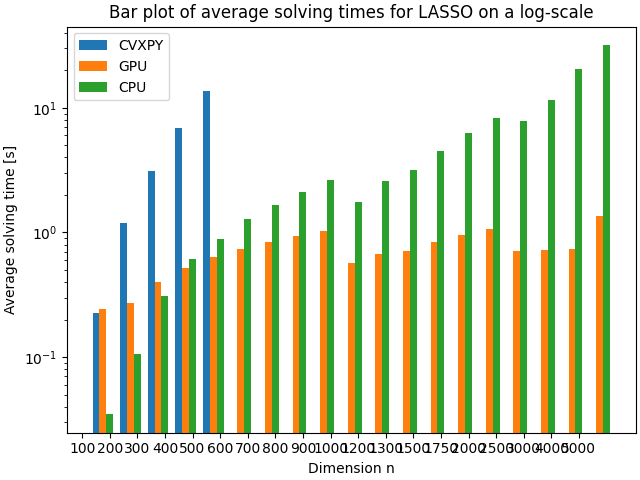 Bar plot of average solving times for LASSO on a log-scale
CVXPY
GPU
CPU
10¹
10⁰
10⁻¹
Average solving time [s]
100 200 300 400 500 600 700 800 900 1000 1200 1300 1500 1750 2000 2500 3000 4000 5000
Dimension n